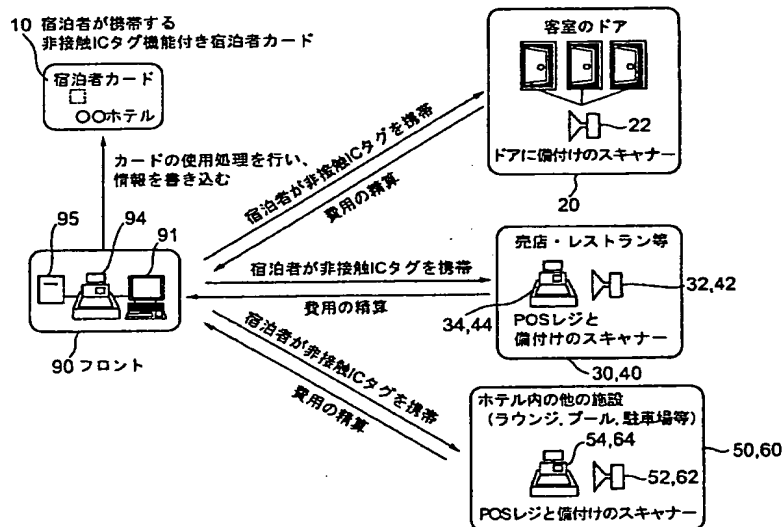 10 宿泊者が携帯する
非接触ICタグ機能付き宿泊者カード
宿泊者カード
○○ホテル
カードの使用処理を行い、
情報を書き込む
95
94
91
90 フロント
宿泊者が非接触ICタグを携帯
費用の精算
宿泊者が非接触ICタグを携帯
費用の精算
宿泊者が非接触ICタグを携帯
費用の精算
客室のドア
22
ドアに備付けのスキャナー
20
売店・レストラン等
32,42
34,44
POSレジと
備付けのスキャナー
30,40
ホテル内の他の施設
(ラウンジ、プール、駐車場等)
54,64
50,60
52,62
POSレジと備付けのスキャナー